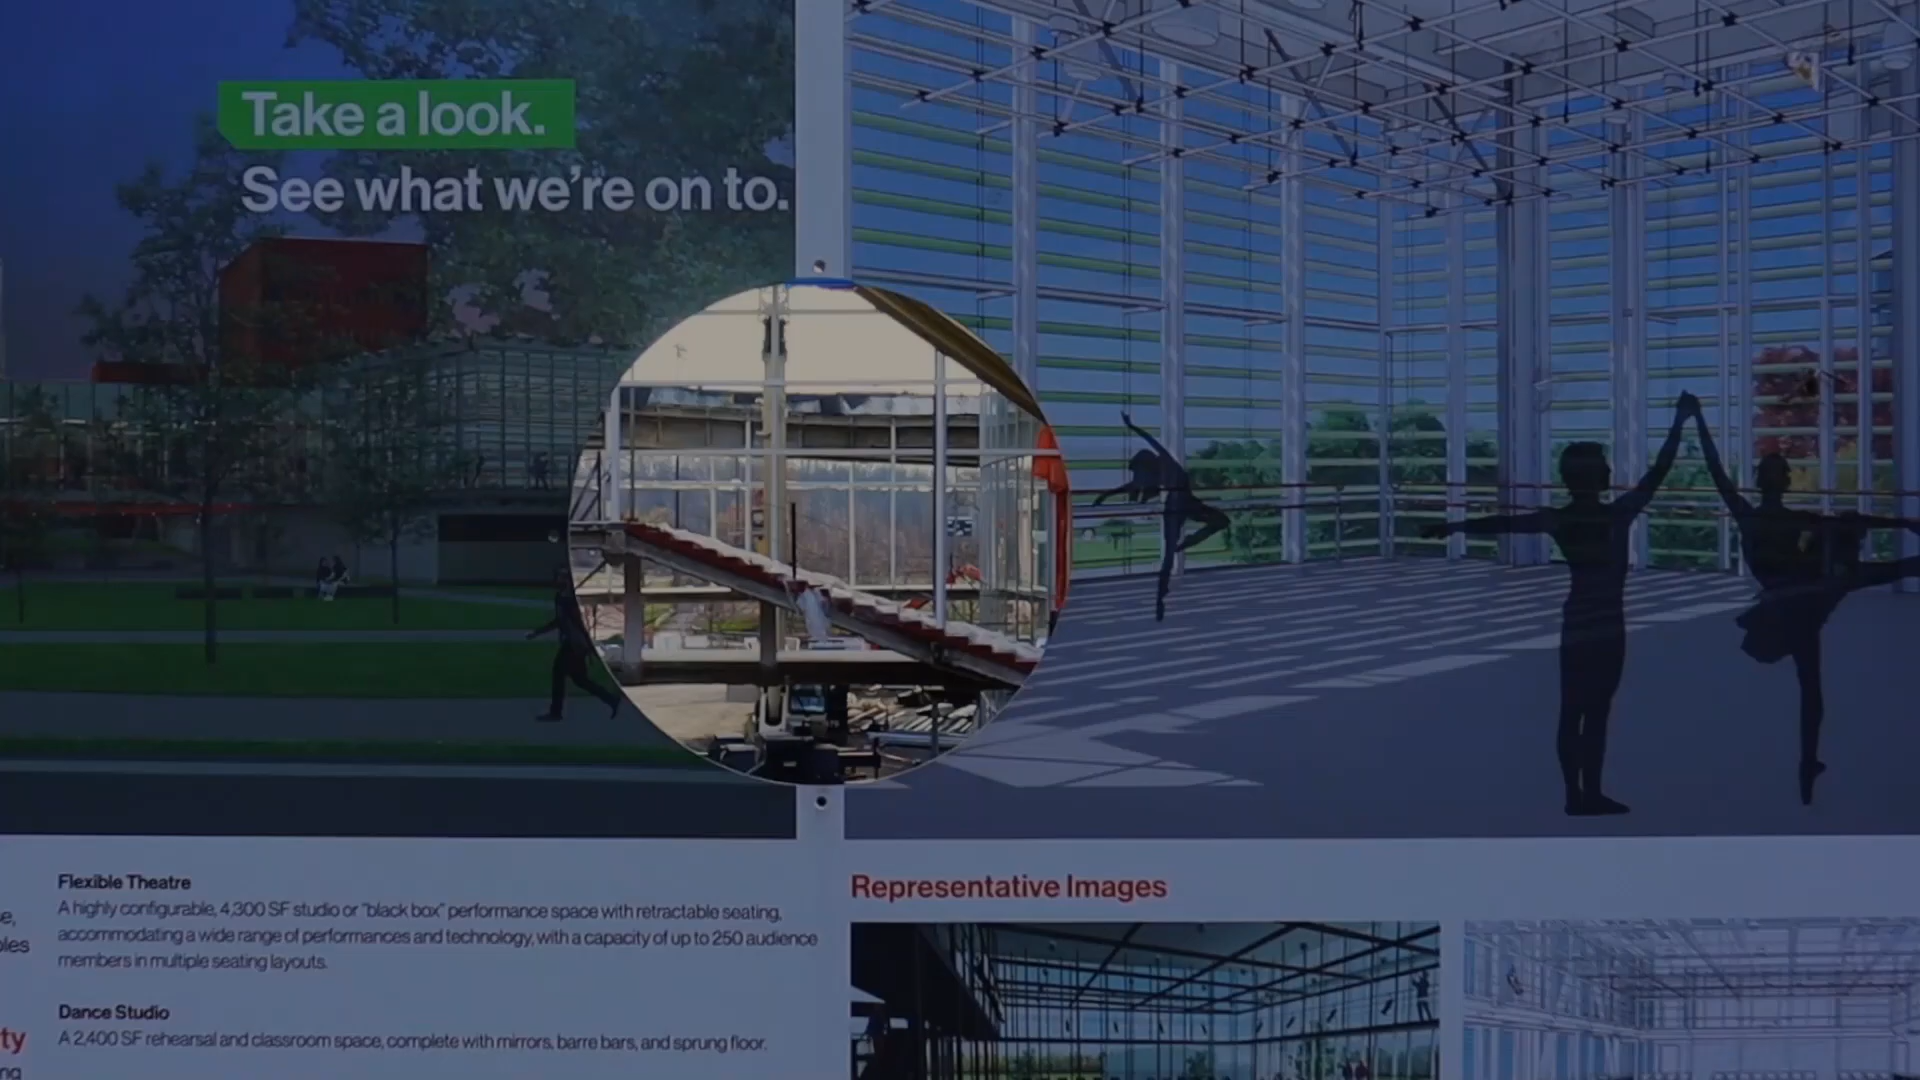 Take a look.
See what we're on to.
Flexible Theatre
A highly configurable, 4,300 SF studio or "black box" performance space with retractable seating,
accommodating a wide range of performances and technology, with a capacity of up to 250 audience
members in multiple seating layouts.
Dance Studio
A 2,400 SF rehearsal and classroom space, complete with mirrors, barre bars, and sprung floor.
Representative Images